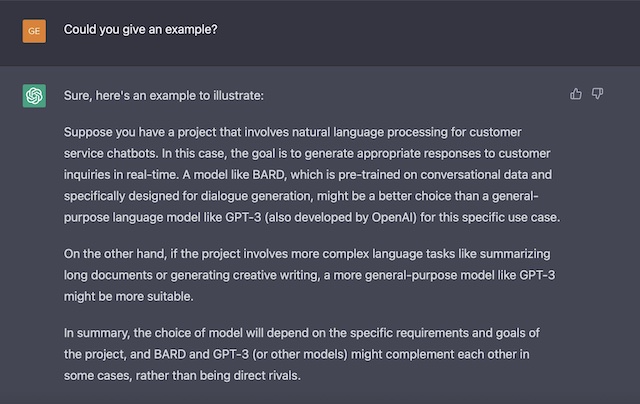 GE
Could you give an example?
Sure, here's an example to illustrate:
Suppose you have a project that involves natural language processing for customer
service chatbots. In this case, the goal is to generate appropriate responses to customer
inquiries in real-time. A model like BARD, which is pre-trained on conversational data and
specifically designed for dialogue generation, might be a better choice than a general-
purpose language model like GPT-3 (also developed by OpenAI) for this specific use case.
On the other hand, if the project involves more complex language tasks like summarizing
long documents or generating creative writing, a more general-purpose model like GPT-3
might be more suitable.
In summary, the choice of model will depend on the specific requirements and goals of
the project, and BARD and GPT-3 (or other models) might complement each other in
some cases, rather than being direct rivals.